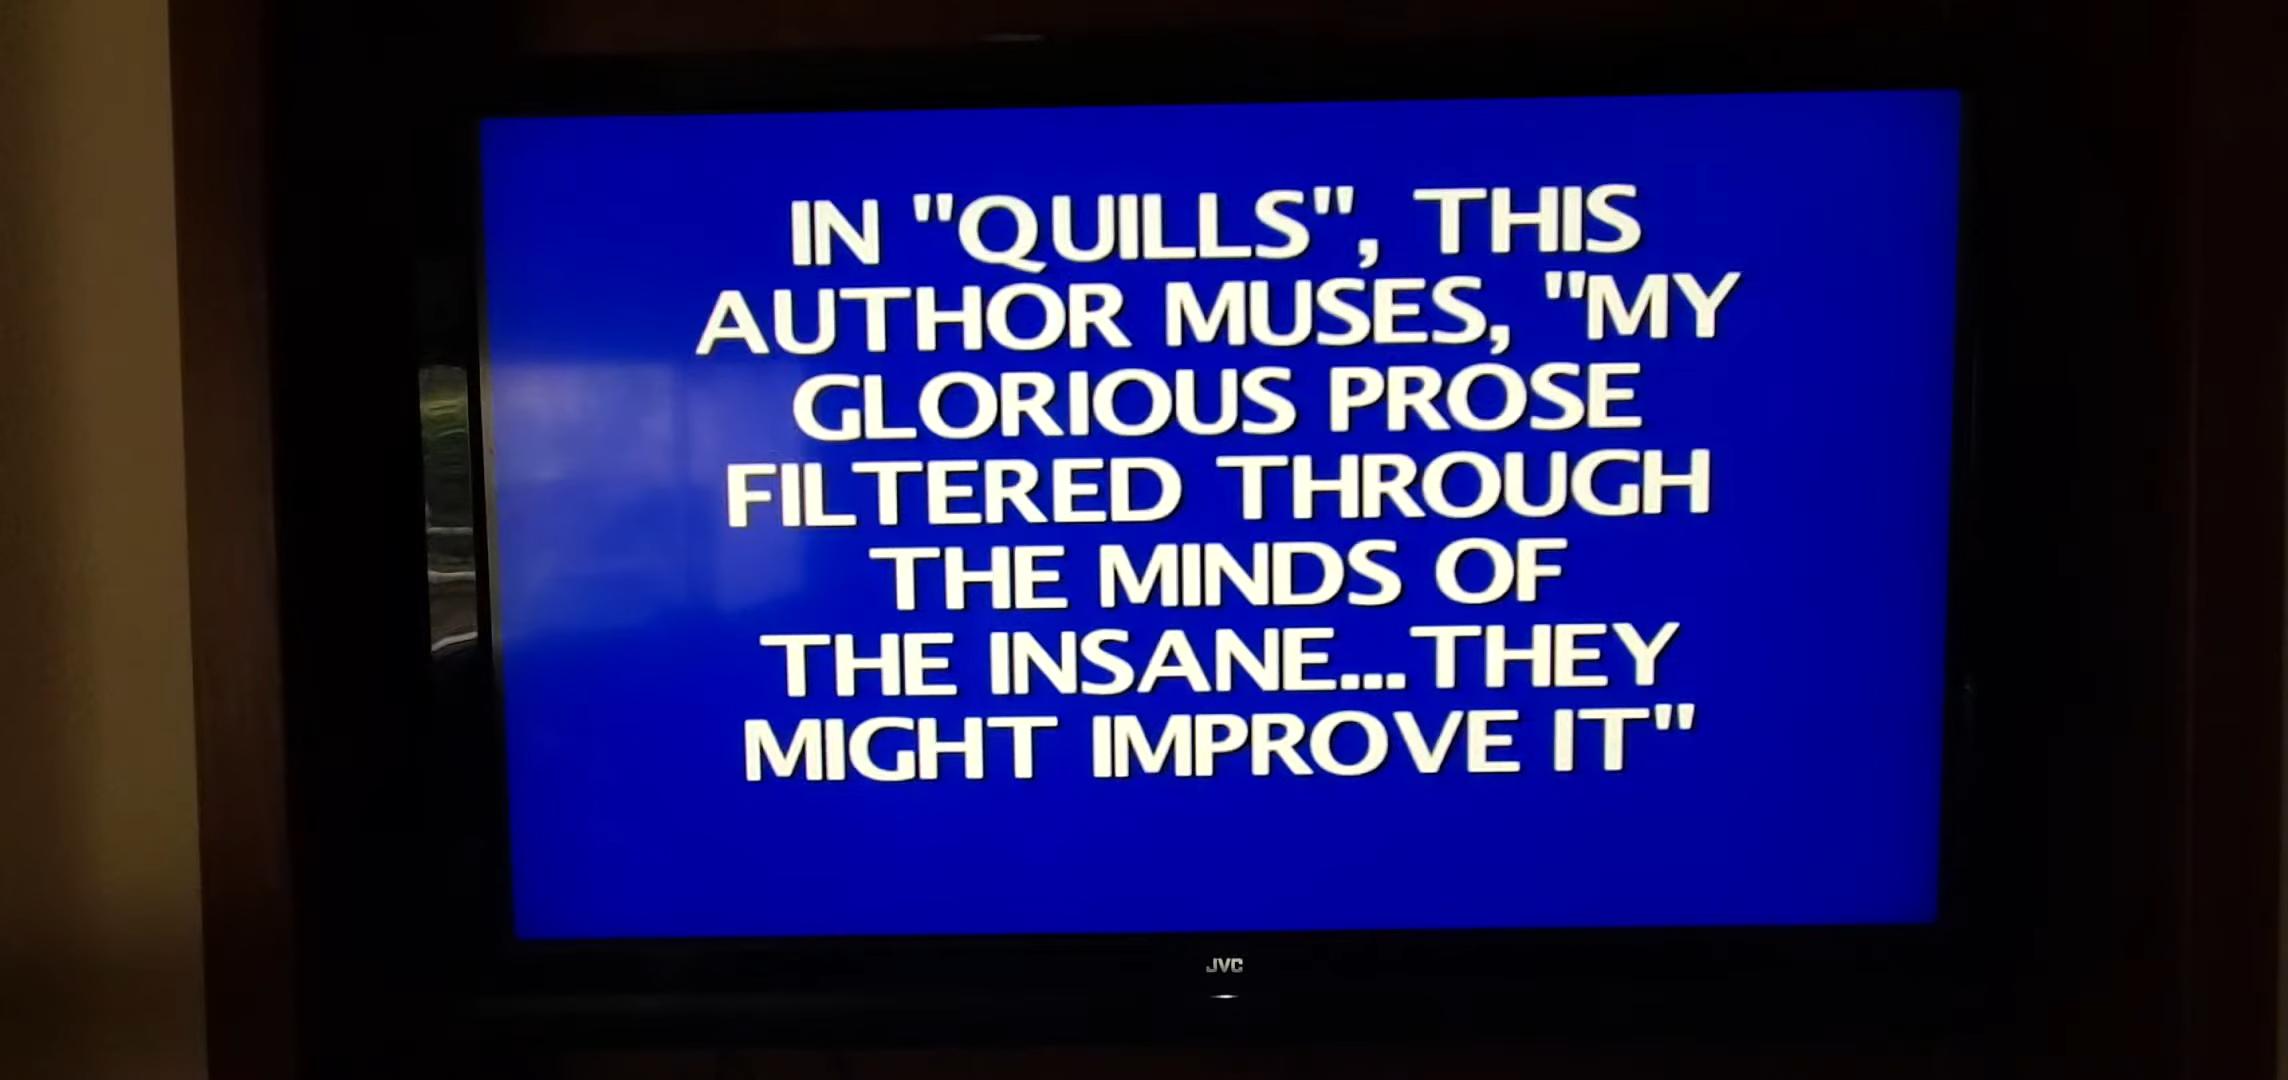 IN "QUILLS", THIS
AUTHOR MUSES, "MY
GLORIOUS PROSE
FILTERED THROUGH
THE MINDS OF
THE INSANE...THEY
MIGHT IMPROVE IT"
JVC